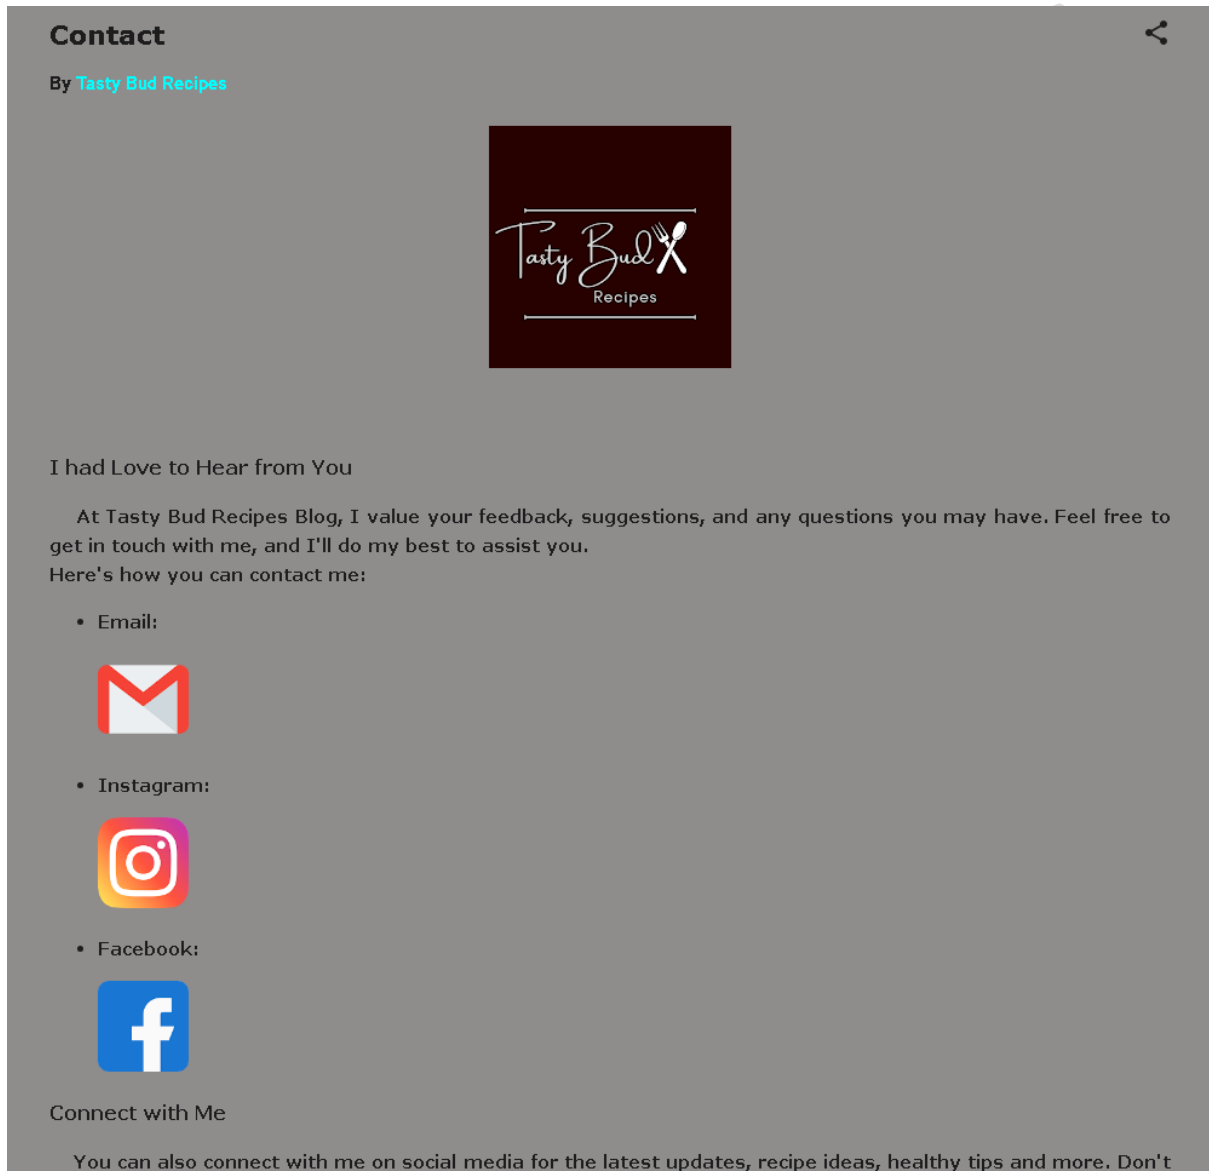 Contact
By Tasty Bud Recipes
Tasty Bud
Recipes
I had Love to Hear from You
At Tasty Bud Recipes Blog, I value your feedback, suggestions, and any questions you may have. Feel free to
get in touch with me, and I'll do my best to assist you.
Here's how you can contact me:
• Email:
• Instagram:
• Facebook:
Connect with Me
You can also connect with me on social media for the latest updates, recipe ideas, healthy tips and more. Don't